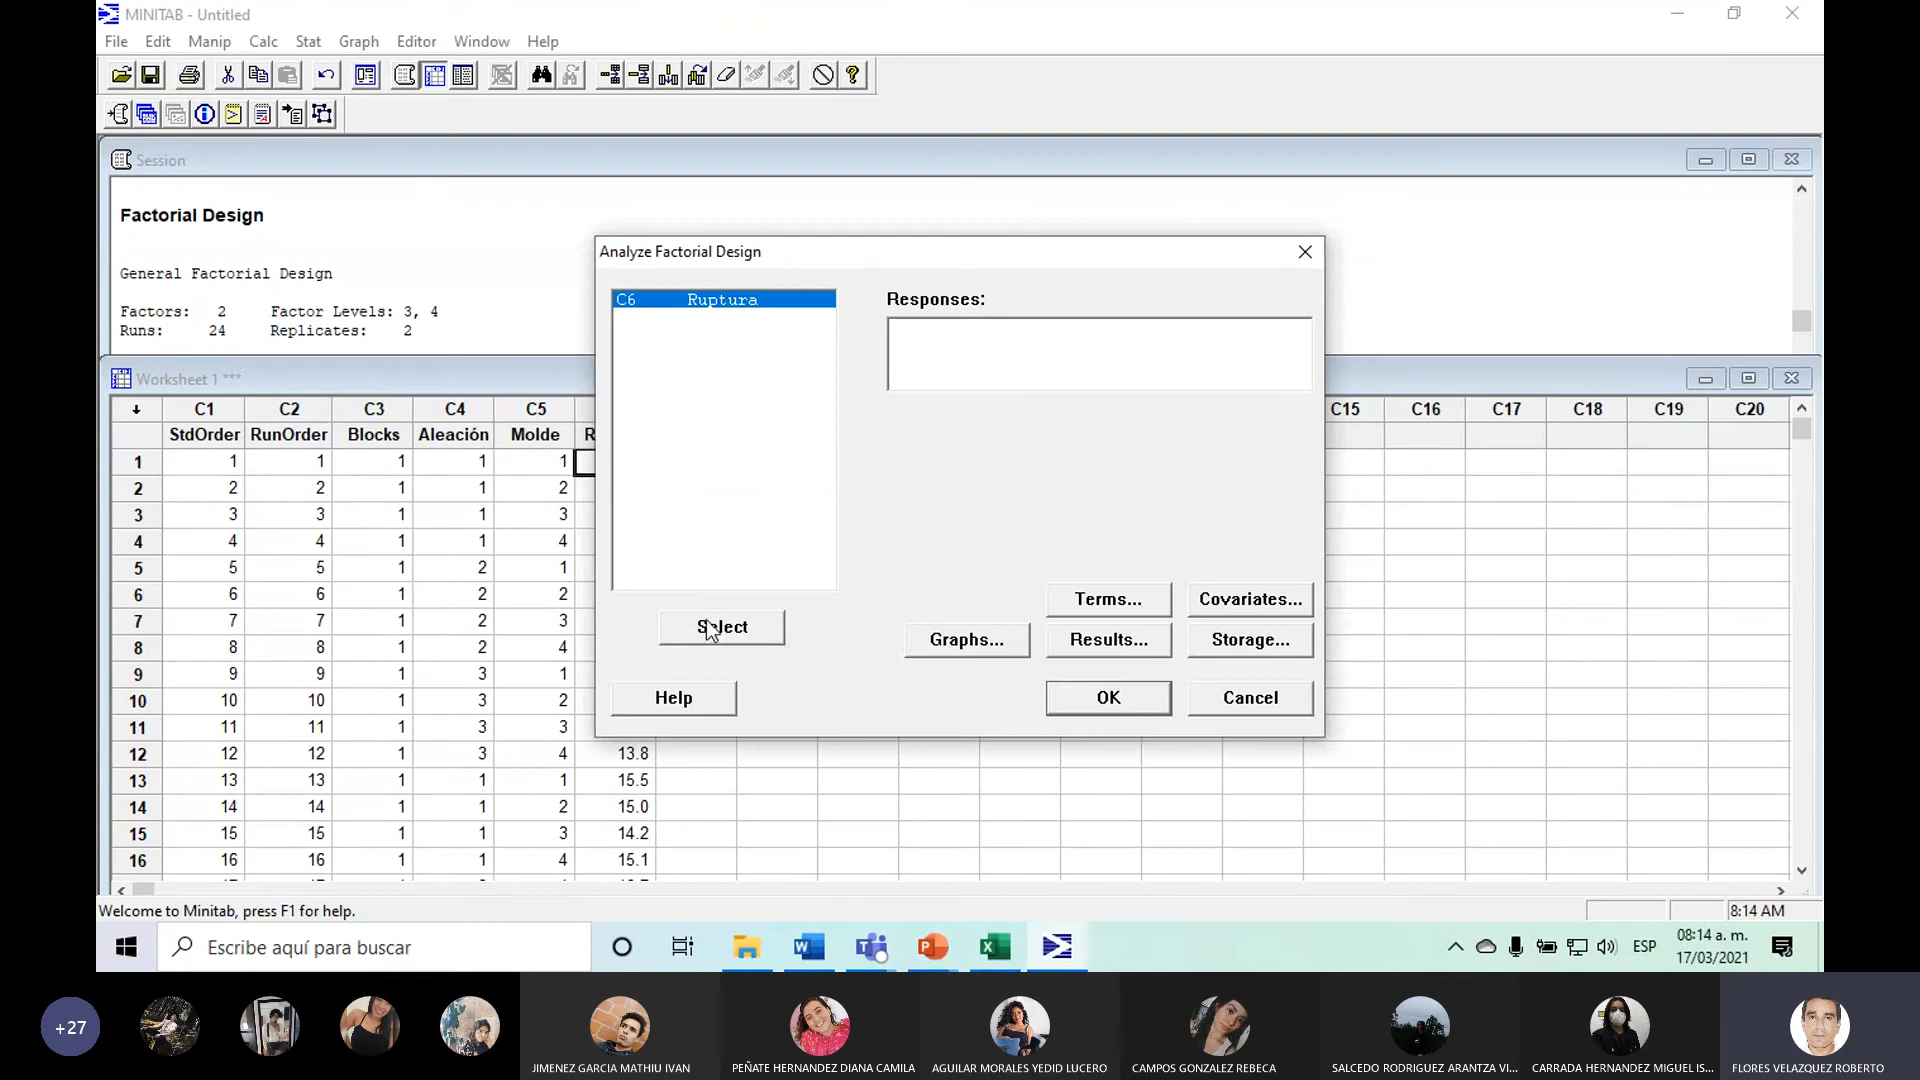 MINITAB - Untitled
File Edit Manip Calc Stat Graph Editor Window Help
Session
Factorial Design
General Factorial Design
Factors: 2 Factor Levels: 3, 4
Runs: 24 Replicates: 2
Analyze Factorial Design
C6 Ruptura
Responses:
Select
Terms... Covariates...
Graphs... Results... Storage...
Help OK Cancel
Worksheet 1 ***
C1 C2 C3 C4 C5 C15 C16 C17 C18 C19 C20
StdOrder RunOrder Blocks Aleación Molde R
1 1 1 1 1 1
2 2 2 1 1 2
3 3 3 1 1 3
4 4 4 1 1 4
5 5 5 1 2 1
6 6 6 1 2 2
7 7 7 1 2 3
8 8 8 1 2 4
9 9 9 1 3 1
10 10 10 1 3 2
11 11 11 1 3 3
12 12 12 1 3 4 13.8
13 13 13 1 1 1 15.5
14 14 14 1 1 2 15.0
15 15 15 1 1 3 14.2
16 16 16 1 1 4 15.1
Welcome to Minitab, press F1 for help.
8:14 AM
Escribe aquí para buscar
ESP
08:14 a. m.
17/03/2021
+27
JIMENEZ GARCIA MATHIU IVAN
PEÑATE HERNANDEZ DIANA CAMILA
AGUILAR MORALES YEDID LUCERO
CAMPOS GONZALEZ REBECA
SALCEDO RODRIGUEZ ARANTZA VI...
CARRADA HERNANDEZ MIGUEL IS...
FLORES VELAZQUEZ ROBERTO